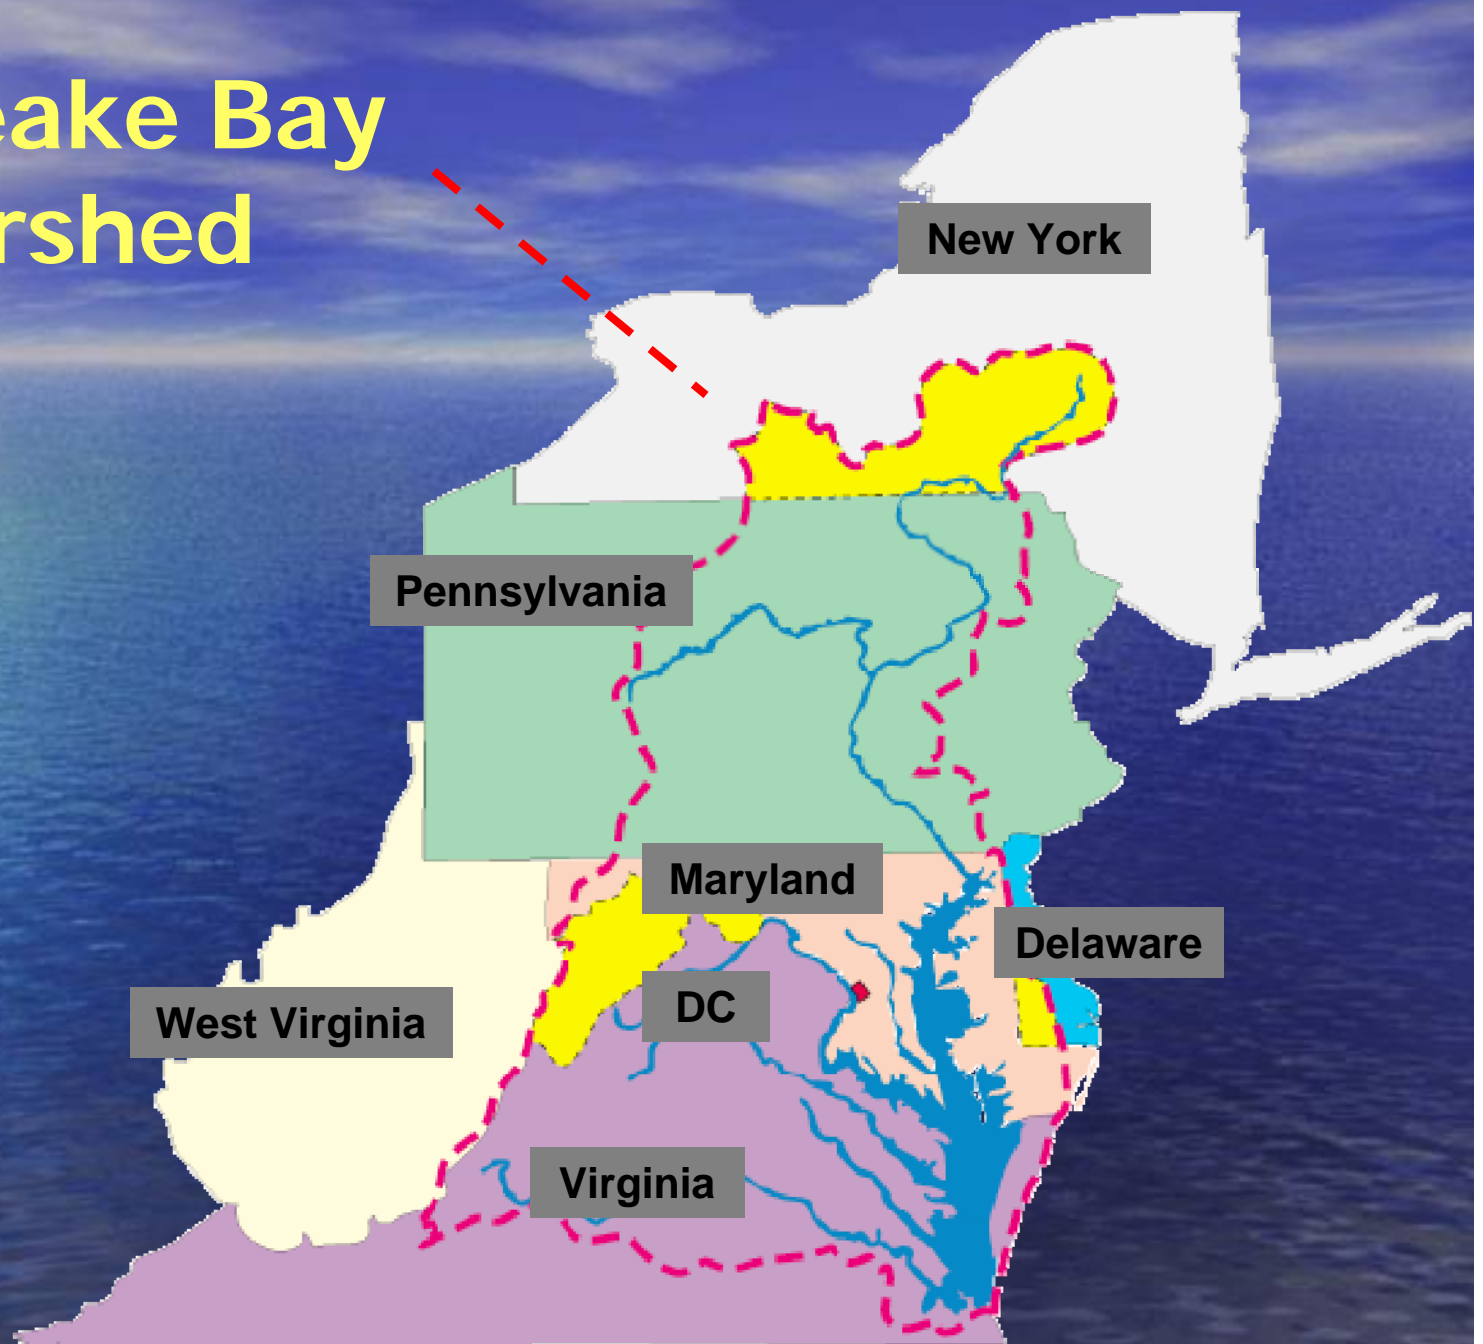 eake Bay
rshed
New York
Pennsylvania
Maryland
Delaware
DC
West Virginia
Virginia